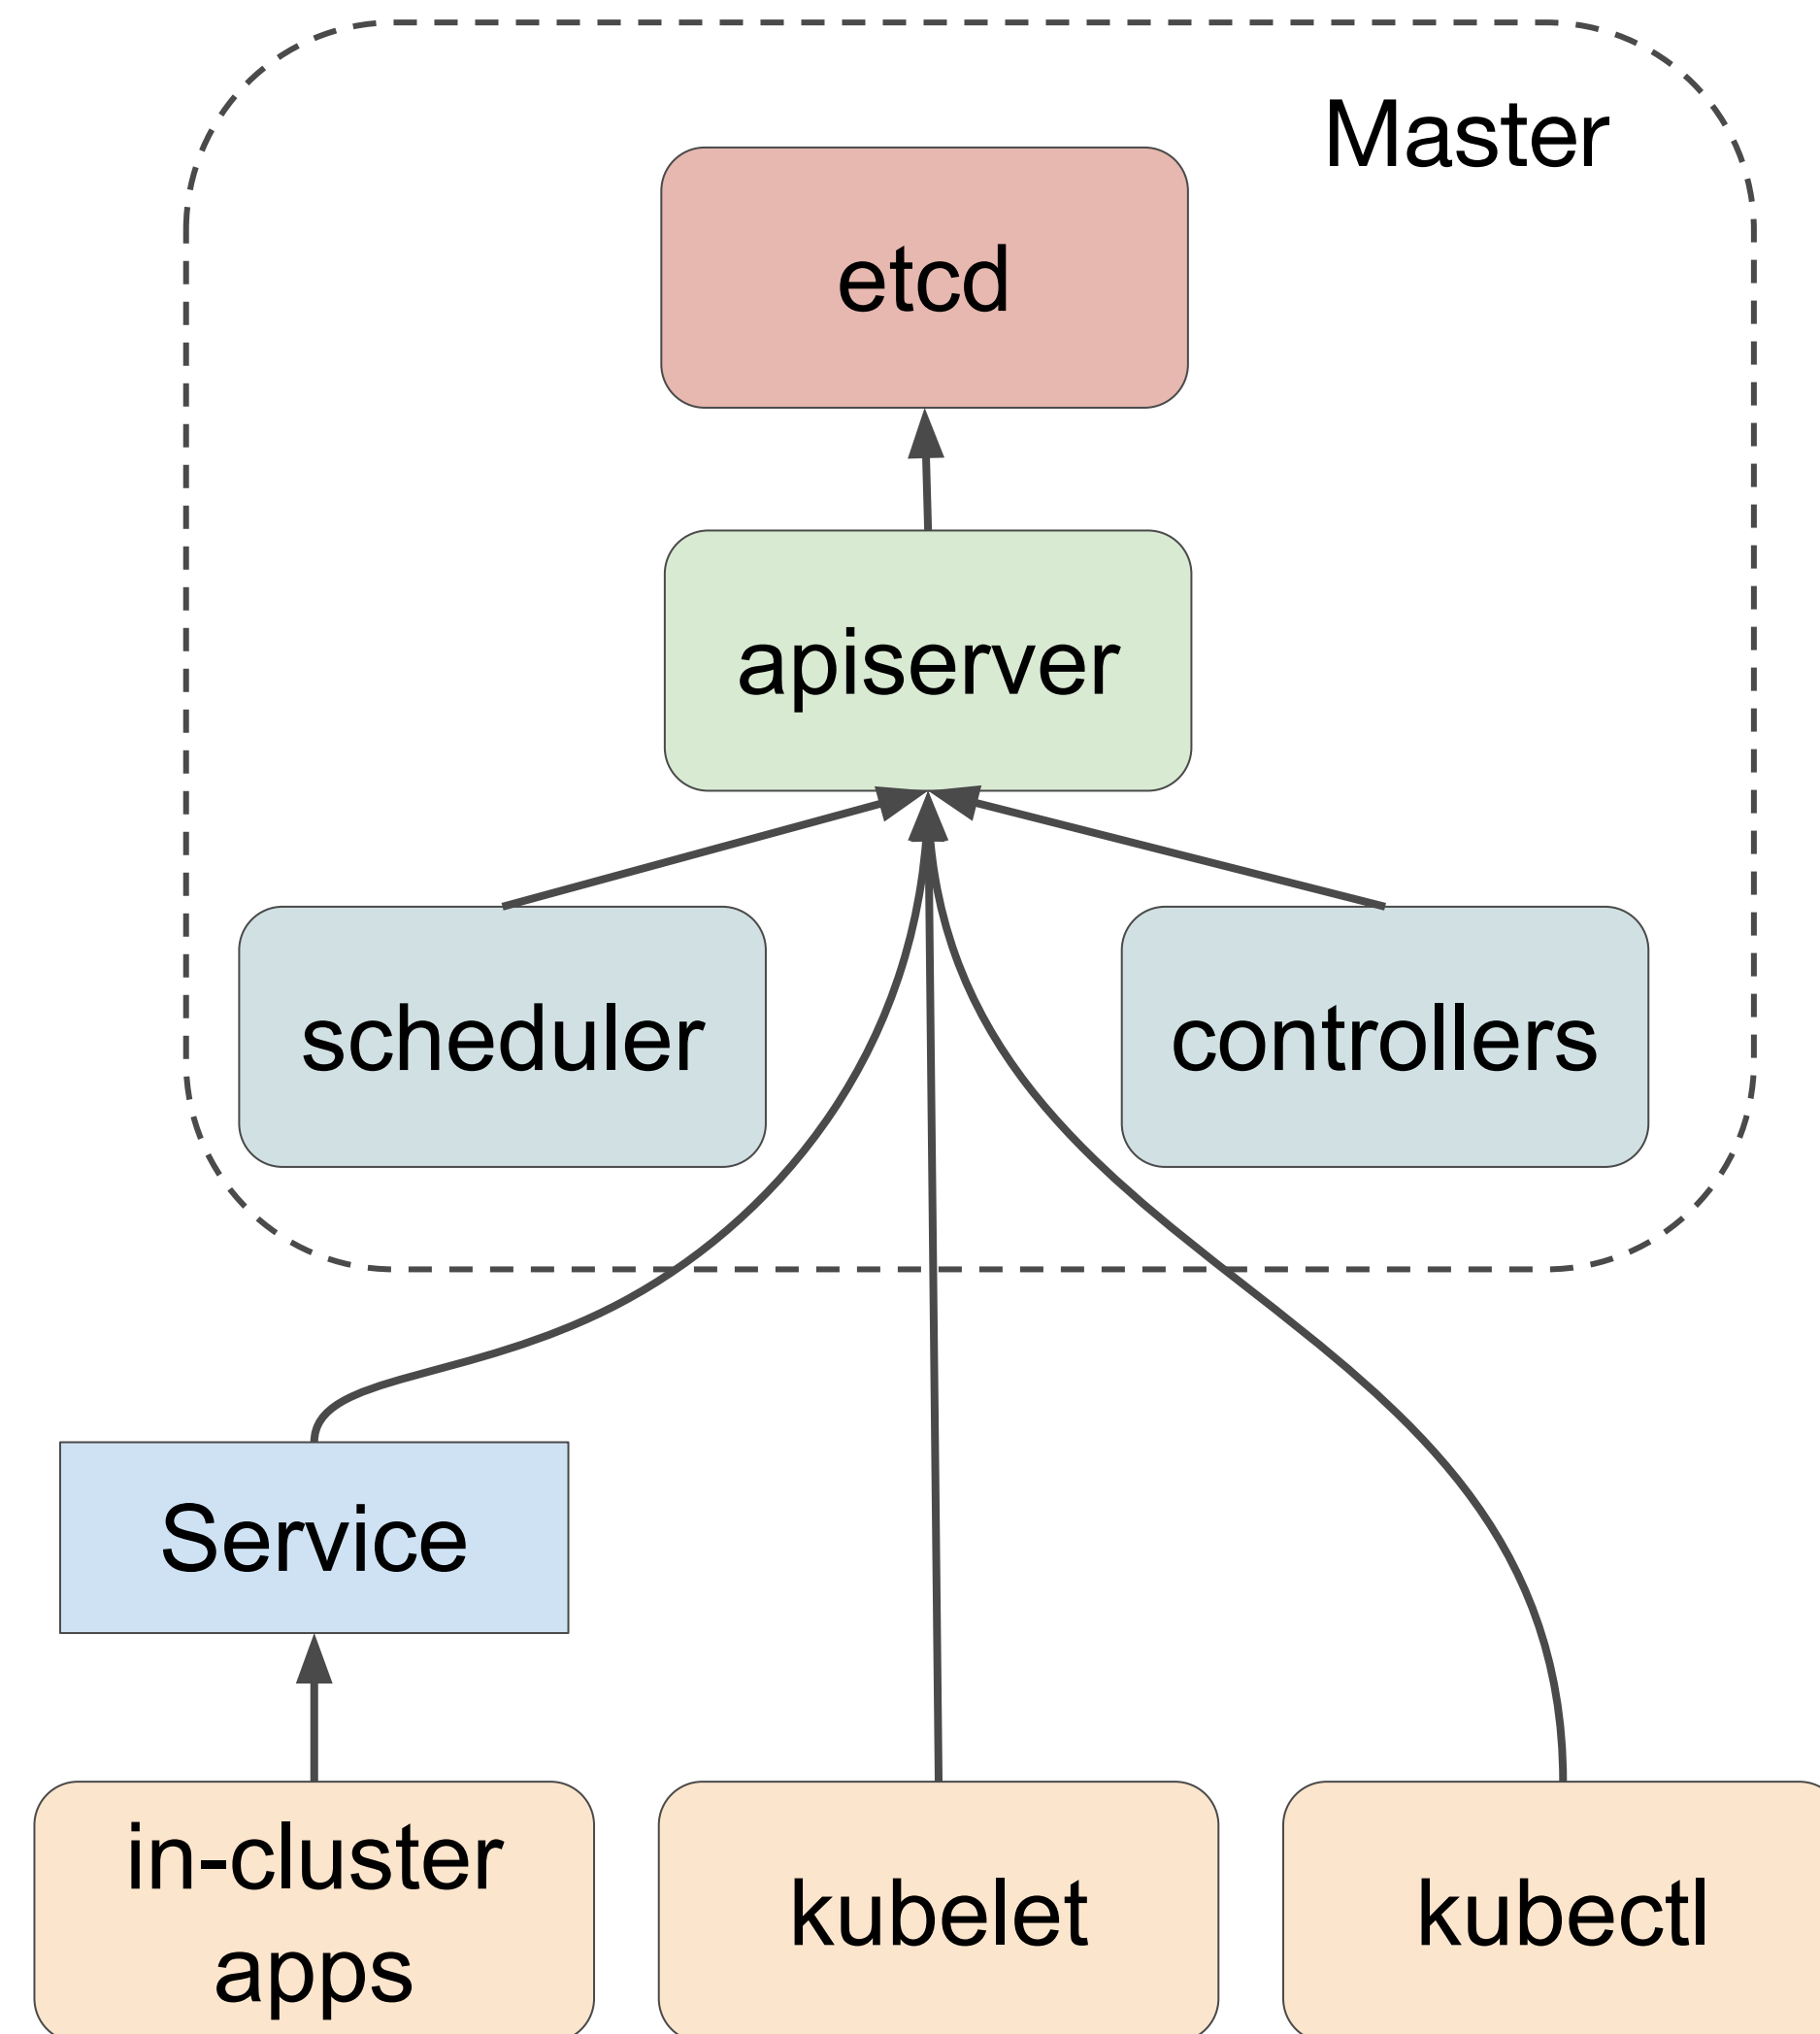 Master
etcd
apiserver
scheduler
controllers
Service
in-cluster
apps
kubelet
kubectl